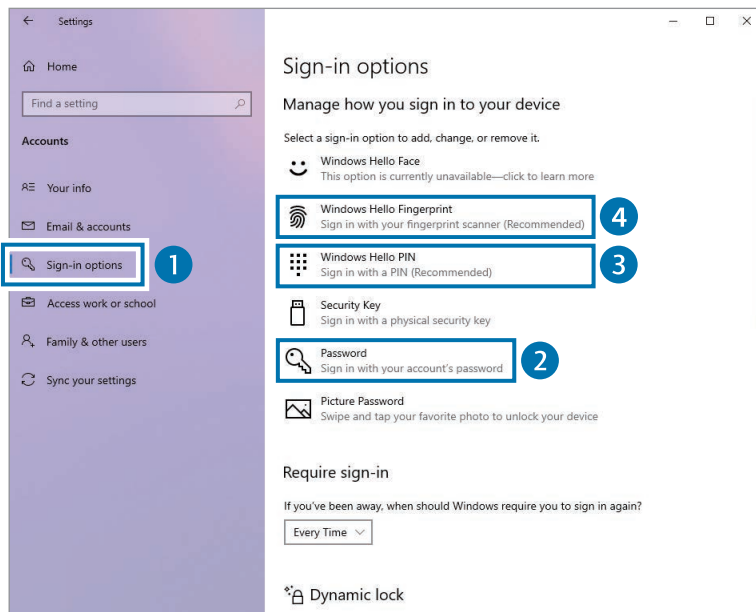 Settings
Home
Find a setting
Accounts
Your info
Email & accounts
Sign-in options
1
Access work or school
Family & other users
Sync your settings
Sign-in options
Manage how you sign in to your device
Select a sign-in option to add, change, or remove it.
Windows Hello Face
This option is currently unavailable—click to learn more
Windows Hello Fingerprint
Sign in with your fingerprint scanner (Recommended)
4
Windows Hello PIN
Sign in with a PIN (Recommended)
3
Security Key
Sign in with a physical security key
Password
Sign in with your account's password
2
Picture Password
Swipe and tap your favorite photo to unlock your device
Require sign-in
If you've been away, when should Windows require you to sign in again?
Every Time
Dynamic lock